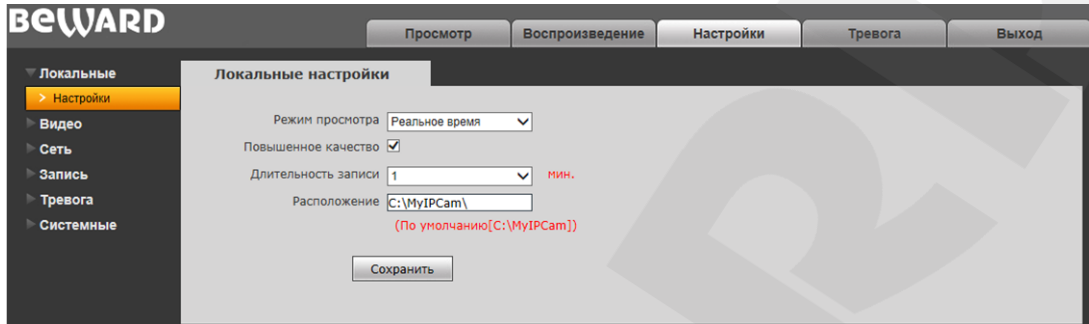 BEWARD
Просмотр
Воспроизведение
Настройки
Тревога
Выход
Локальные
> Настройки
Видео
Сеть
Запись
Тревога
Системные
Локальные настройки
Режим просмотра Реальное время
Повышенное качество
Длительность записи 1 мин.
Расположение C:\MyIPCam\
(По умолчанию[C:\MyIPCam])
Сохранить